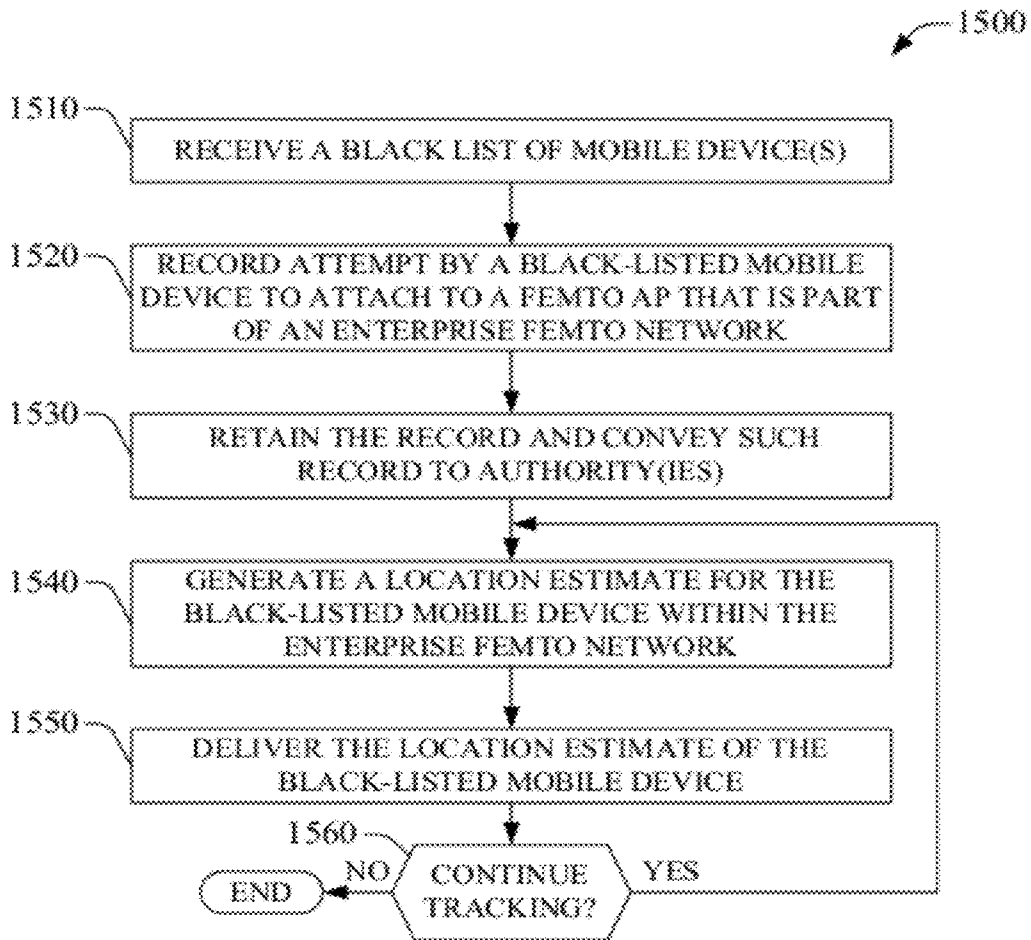 1500
1510
RECEIVE A BLACK LIST OF MOBILE DEVICE(S)
1520
RECORD ATTEMPT BY A BLACK-LISTED MOBILE
DEVICE TO ATTACH TO A FEMTO AP THAT IS PART
OF AN ENTERPRISE FEMTO NETWORK
1530
RETAIN THE RECORD AND CONVEY SUCH
RECORD TO AUTHORITY(IES)
1540
GENERATE A LOCATION ESTIMATE FOR THE
BLACK-LISTED MOBILE DEVICE WITHIN THE
ENTERPRISE FEMTO NETWORK
1550
DELIVER THE LOCATION ESTIMATE OF THE
BLACK-LISTED MOBILE DEVICE
1560
NO
YES
END
CONTINUE
TRACKING?